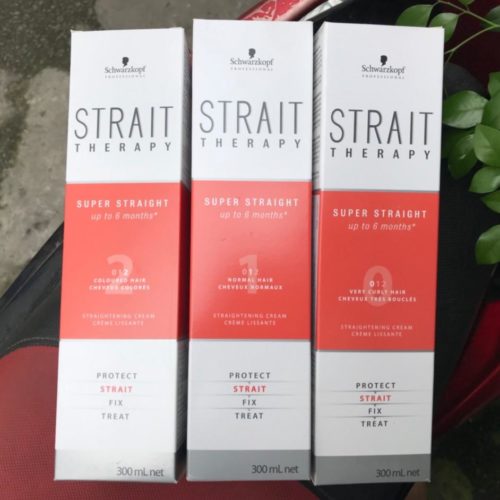 Schwarzkopf
PROFESSIONAL
STRAIT
THERAPY
SUPER STRAIGHT
up to 6 months*
2
012
COLOURED HAIR
CHEVEUX COLORÉS
STRAIGHTENING CREAM
CRÈME LISSANTE
PROTECT
STRAIT
FIX
TREAT
300 mL net
Schwarzkopf
PROFESSIONAL
STRAIT
THERAPY
SUPER STRAIGHT
up to 6 months*
1
012
NORMAL HAIR
CHEVEUX NORMAUX
STRAIGHTENING CREAM
CRÈME LISSANTE
PROTECT
STRAIT
FIX
TREAT
300 mL net
Schwarzkopf
PROFESSIONAL
STRAIT
THERAPY
SUPER STRAIGHT
up to 6 months*
0
012
VERY CURLY HAIR
CHEVEUX TRÈS BOUCLÉS
STRAIGHTENING CREAM
CRÈME LISSANTE
PROTECT
STRAIT
FIX
TREAT
300 mL net